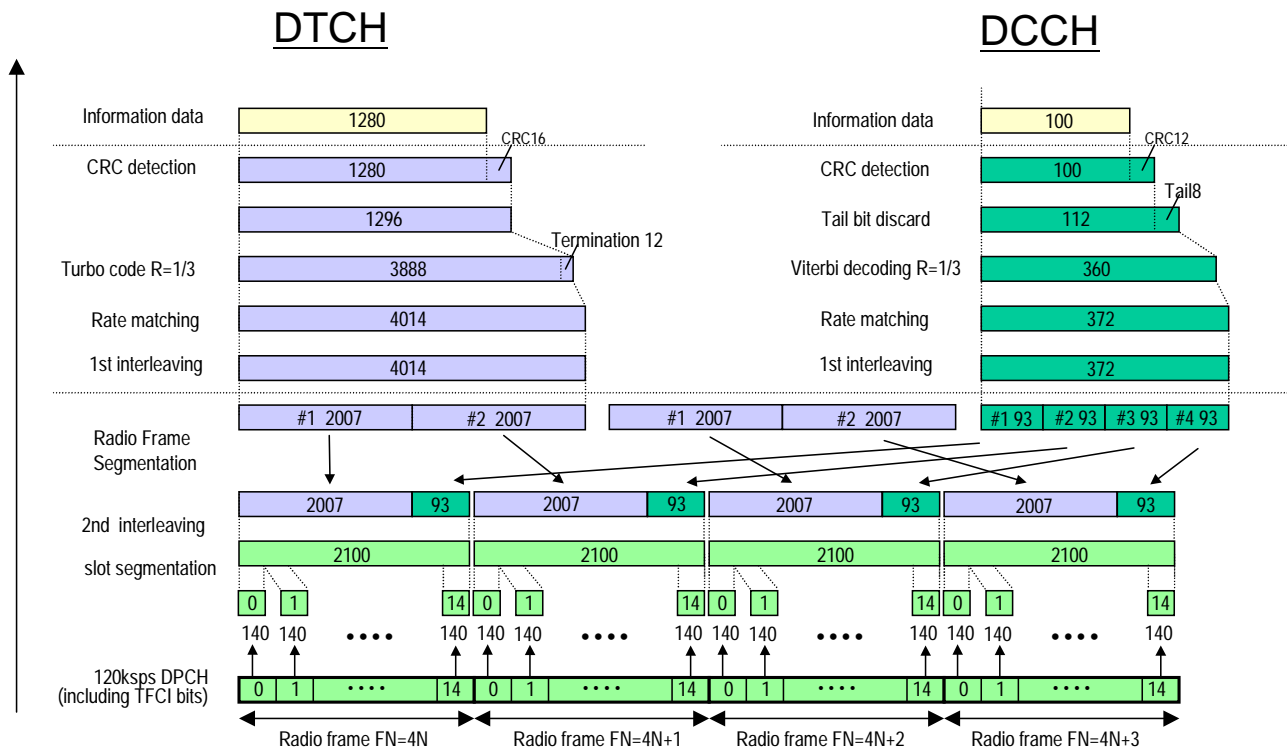 DTCH DCCH
Information data 1280 Information data 100
CRC16 CRC12
CRC detection 1280 CRC detection 100
Tail8
1296 Tail bit discard 112
Termination 12
Turbo code R=1/3 3888 Viterbi decoding R=1/3 360
Rate matching 4014 Rate matching 372
1st interleaving 4014 1st interleaving 372
#1 2007 #2 2007 #1 2007 #2 2007 #1 93 #2 93 #3 93 #4 93
Radio Frame
Segmentation
2007 93 2007 93 2007 93 2007 93
2nd interleaving
2100 2100 2100 2100
slot segmentation
0 1 14 0 1 14 0 1 14 0 1 14
140 140 •••• 140 140 140 •••• 140 140 140 •••• 140 140 140 •••• 140
120ksps DPCH
(including TFCI bits)
0 1 •••• 14 0 1 •••• 14 0 1 •••• 14 0 1 •••• 14
Radio frame FN=4N Radio frame FN=4N+1 Radio frame FN=4N+2 Radio frame FN=4N+3